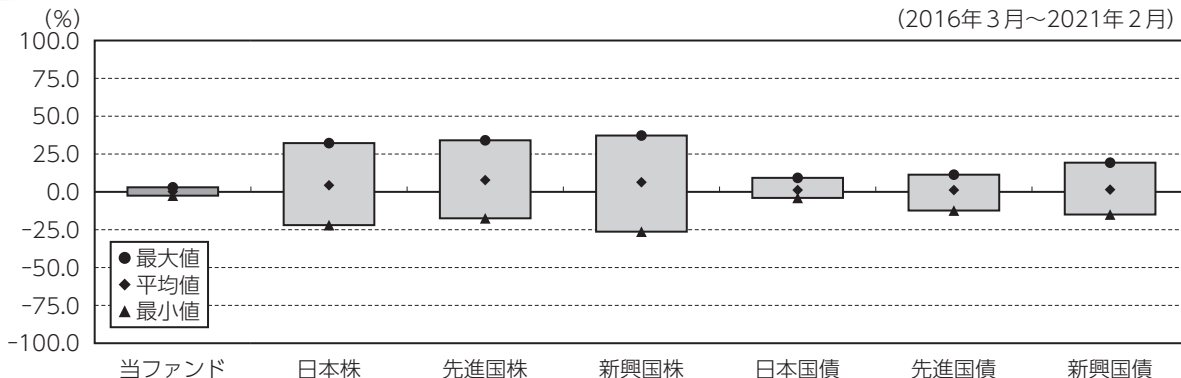 (%)
(2016年3月~2021年2月)
100.0
75.0
50.0
25.0
0.0
-25.0
-50.0
-75.0
-100.0
● 最大値
◆ 平均値
▲ 最小値
当ファンド 日本株 先進国株 新興国株 日本国債 先進国債 新興国債